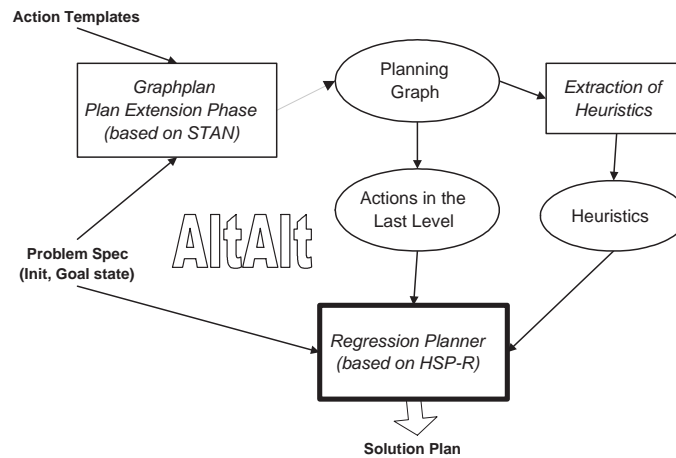 Action Templates
Graphplan
Plan Extension Phase
(based on STAN)
Planning
Graph
Extraction of
Heuristics
Actions in the
Last Level
Heuristics
AltAlt
Problem Spec
(Init, Goal state)
Regression Planner
(based on HSP-R)
Solution Plan